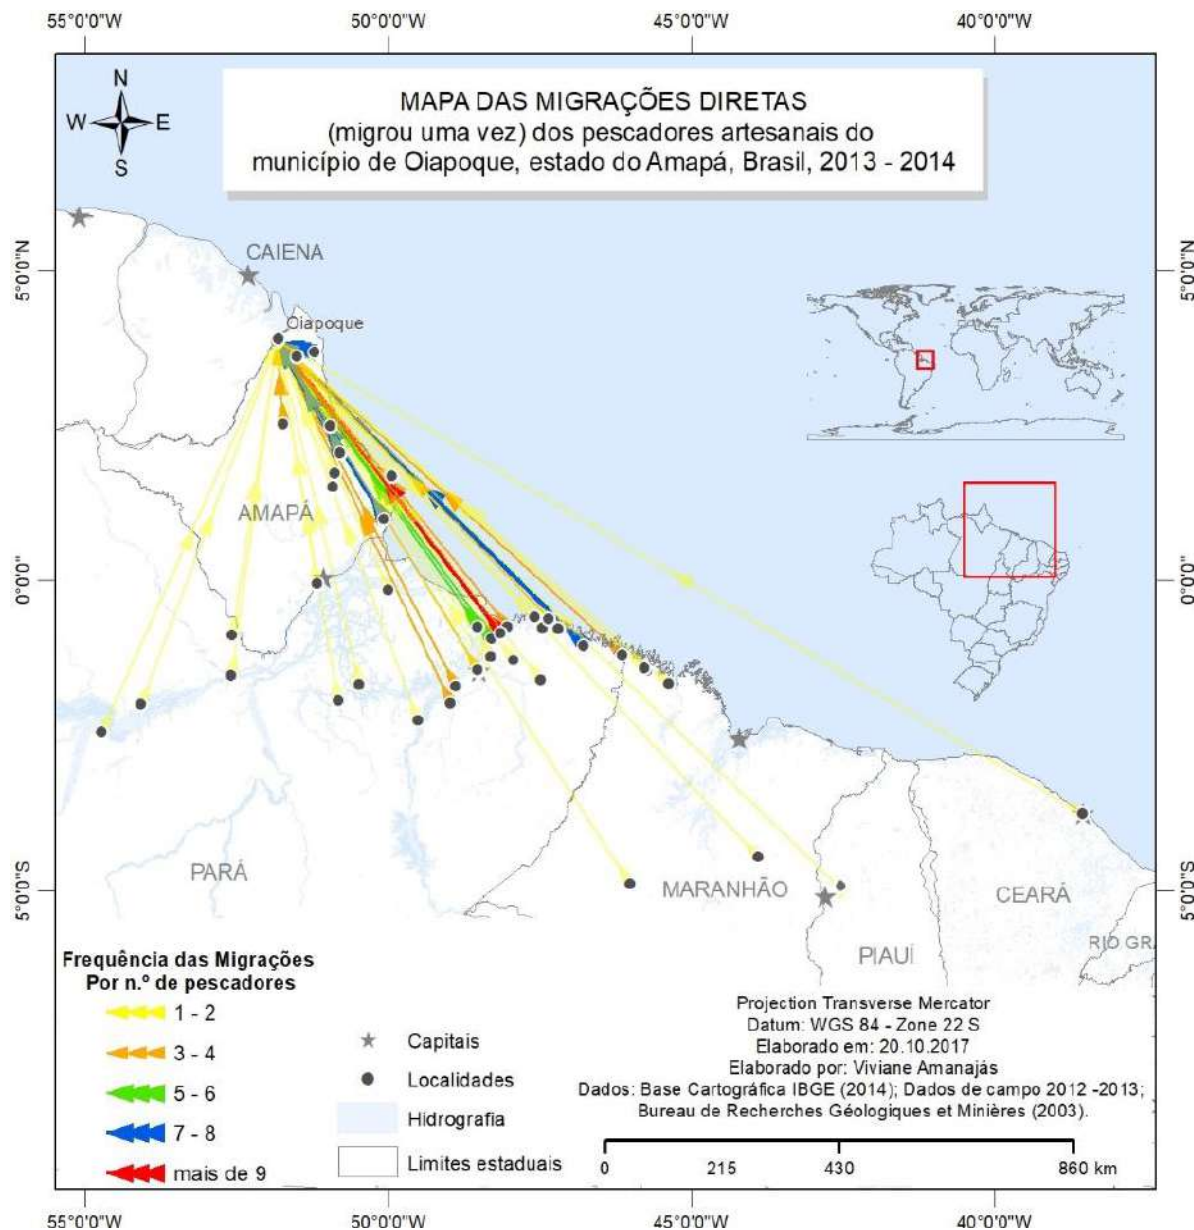 55°0'0"W 50°0'0"W 45°0'0"W 40°0'0"W
N
W E
S
MAPA DAS MIGRAÇÕES DIRETAS
(migrou uma vez) dos pescadores artesanais do
município de Oiapoque, estado do Amapá, Brasil, 2013 - 2014
CAIENA
5°0'0"N 5°0'0"N
Oiapoque
AMAPÁ
0°0'0" 0°0'0"
PARÁ
MARANHÃO
CEARÁ
5°0'0"S 5°0'0"S
PIAUÍ
RIO GRA
Frequência das Migrações
Por n.º de pescadores
1 - 2
3 - 4
5 - 6
7 - 8
mais de 9
Capitais
Localidades
Hidrografia
Limites estaduais
Projection Transverse Mercator
Datum: WGS 84 - Zone 22 S
Elaborado em: 20.10.2017
Elaborado por: Viviane Amanajás
Dados: Base Cartográfica IBGE (2014); Dados de campo 2012 -2013;
Bureau de Recherches Géologiques et Minières (2003).
0 215 430 860 km
55°0'0"W 50°0'0"W 45°0'0"W 40°0'0"W